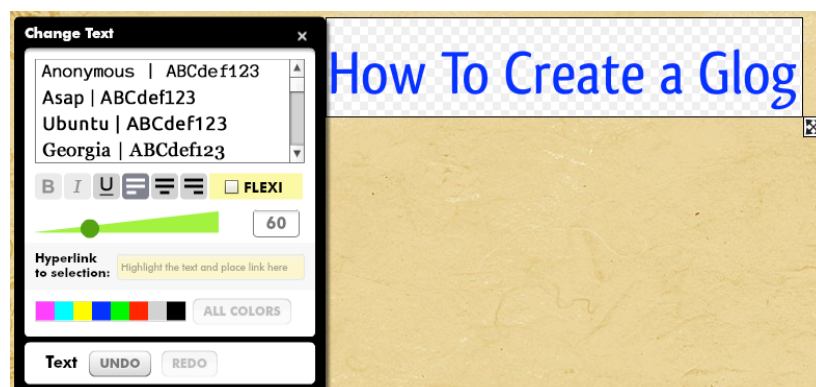 Change Text ×
How To Create a Glog
Anonymous | ABCdef123
Asap | ABCdef123
Ubuntu | ABCdef123
Georgia | ABCdef123
B I U FLEXI
60
Hyperlink
to selection: Highlight the text and place link here
ALL COLORS
Text UNDO REDO